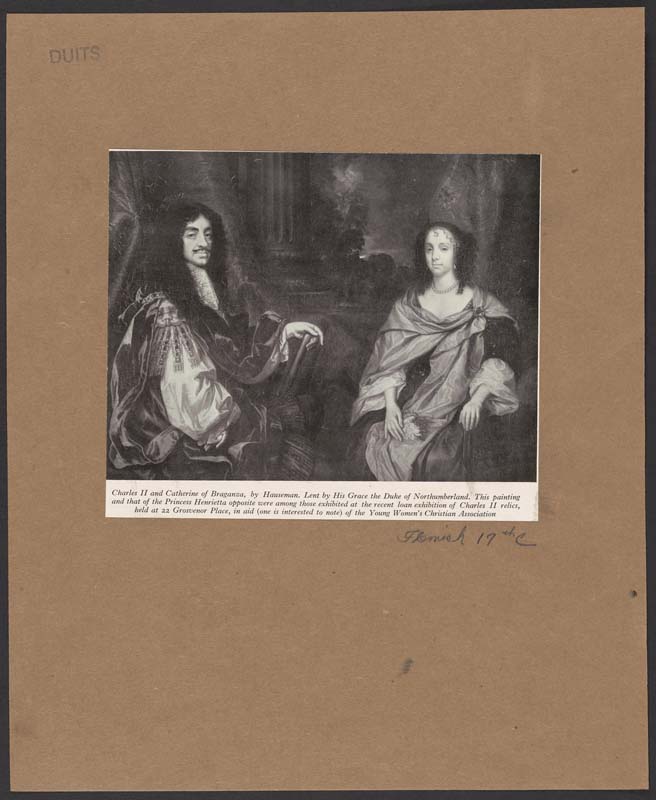 DUITS
Charles II and Catherine of Braganza, by Hauseman. Lent by His Grace the Duke of Northumberland. This painting
and that of the Princess Henrietta opposite were among those exhibited at the recent loan exhibition of Charles II relics,
held at 22 Grosvenor Place, in aid (one is interested to note) of the Young Women's Christian Association
Flemish 17th C